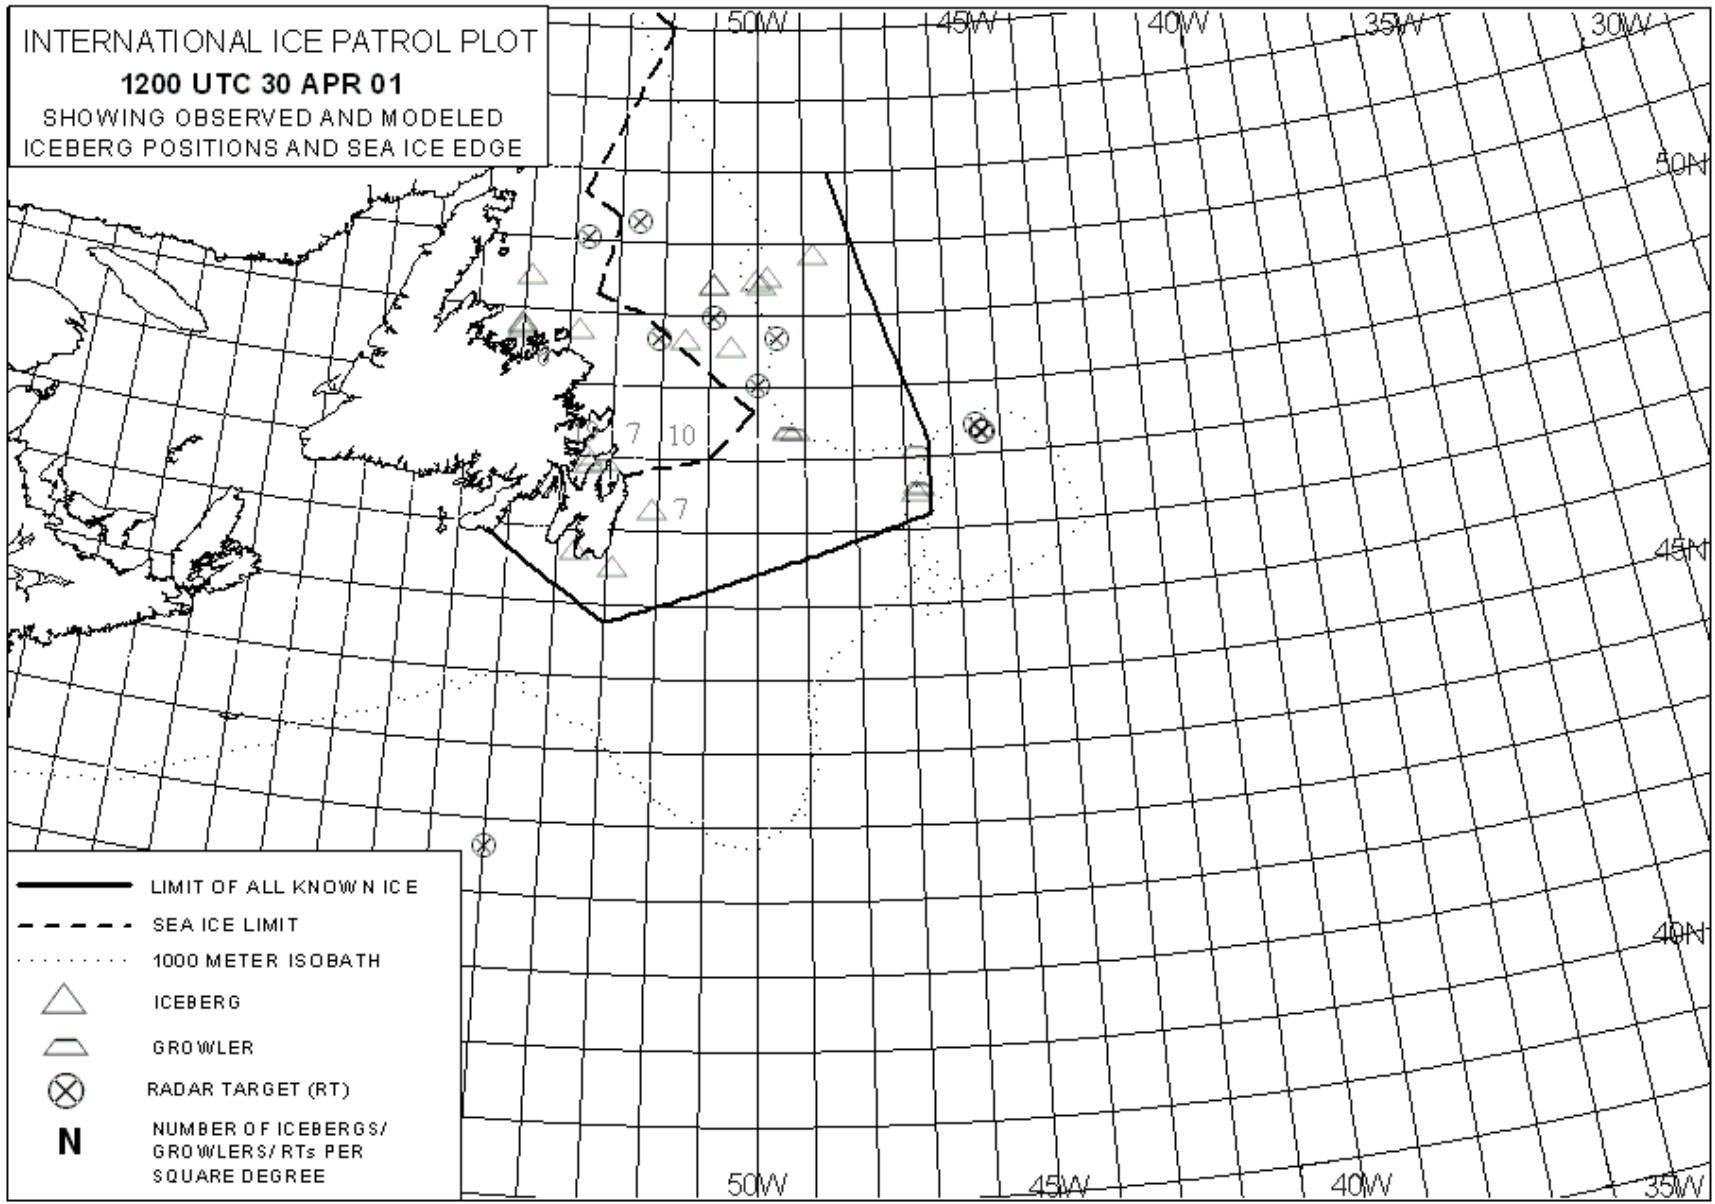 INTERNATIONAL ICE PATROL PLOT
1200 UTC 30 APR 01
SHOWING OBSERVED AND MODELED
ICEBERG POSITIONS AND SEA ICE EDGE
50W 45W 40W 35W 30W
50N
7 10
7
45N
40N
LIMIT OF ALL KNOWN ICE
SEA ICE LIMIT
1000 METER ISOBATH
ICEBERG
GROWLER
RADAR TARGET (RT)
N NUMBER OF ICEBERGS/
GROWLERS/RTs PER
SQUARE DEGREE
50W 45W 40W 35W